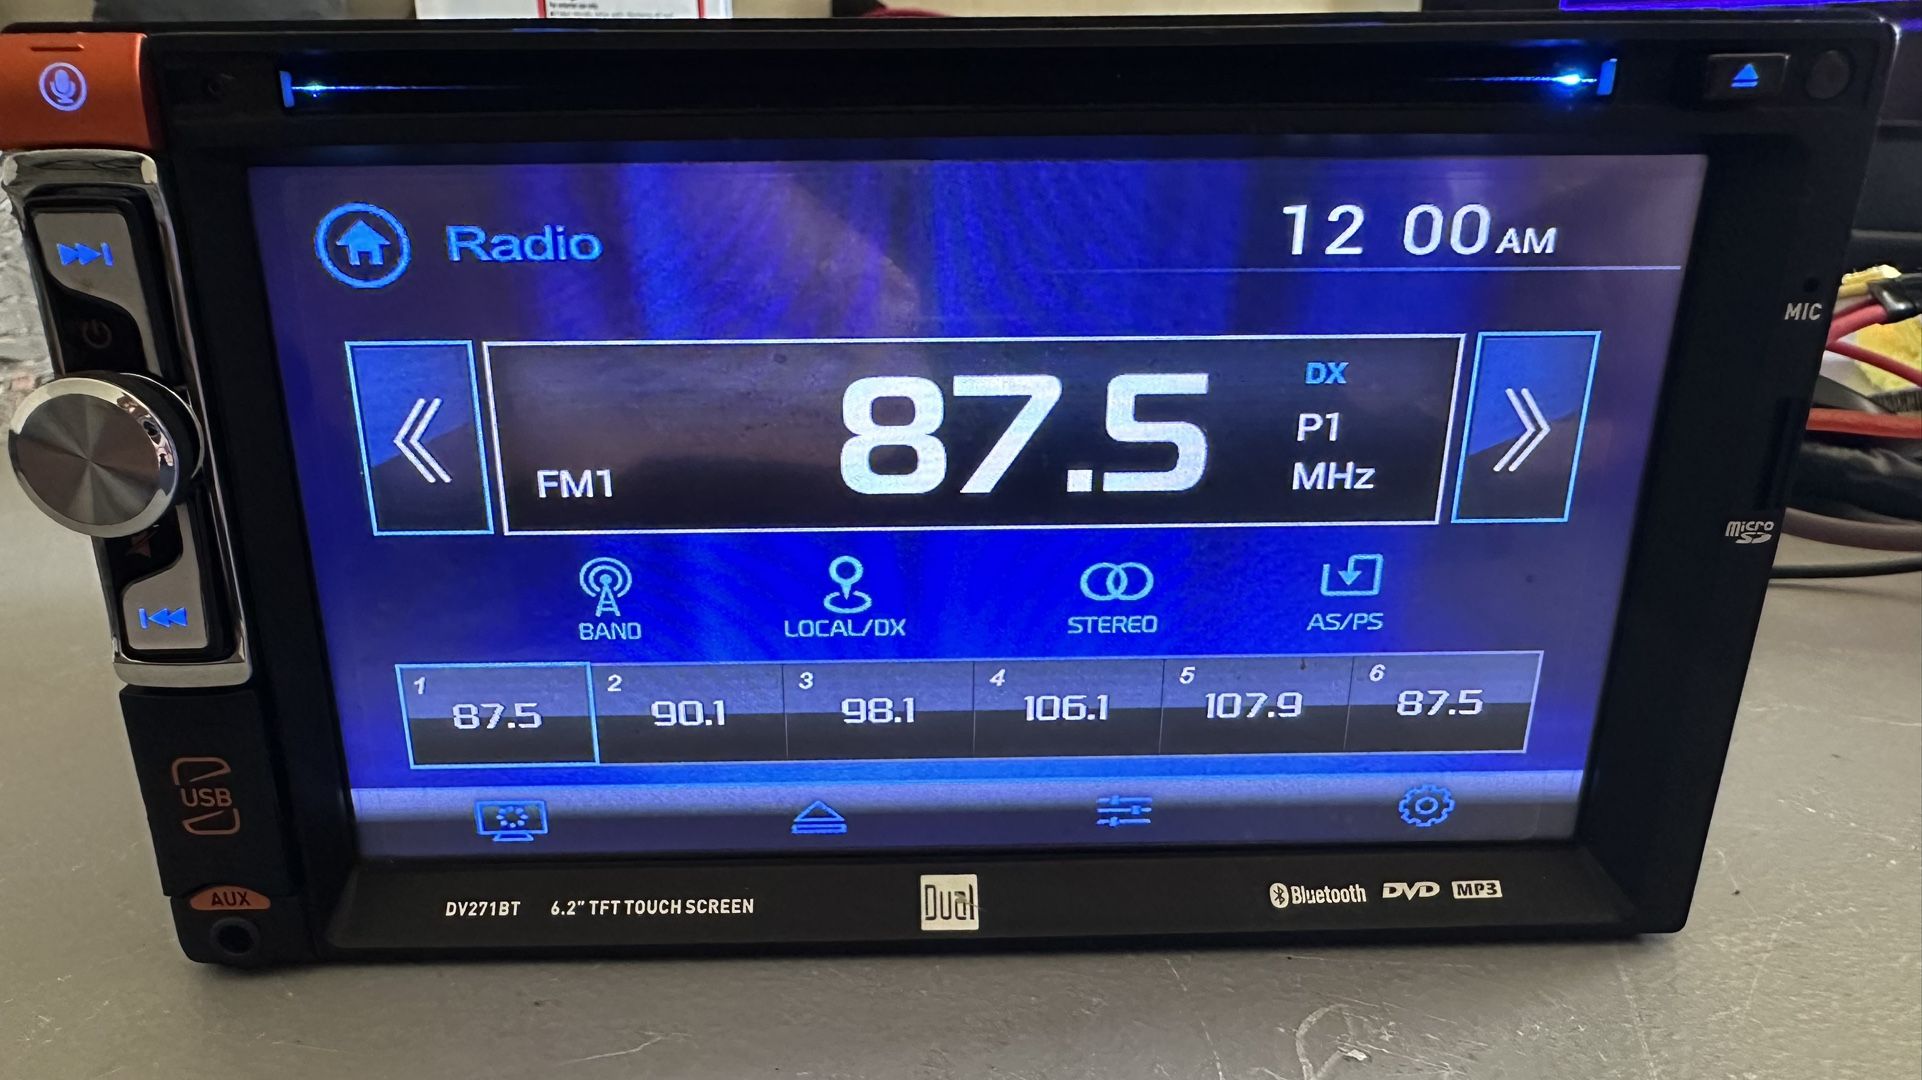 Radio
12 00 AM
MIC
DX
87.5
P1
FM1
MHz
micro SD
BAND
LOCAL/DX
STEREO
AS/PS
1 2 3 4 5 6
87.5 90.1 98.1 106.1 107.9 87.5
USB
AUX
DV271BT 6.2" TFT TOUCH SCREEN
Dual
Bluetooth DVD MP3